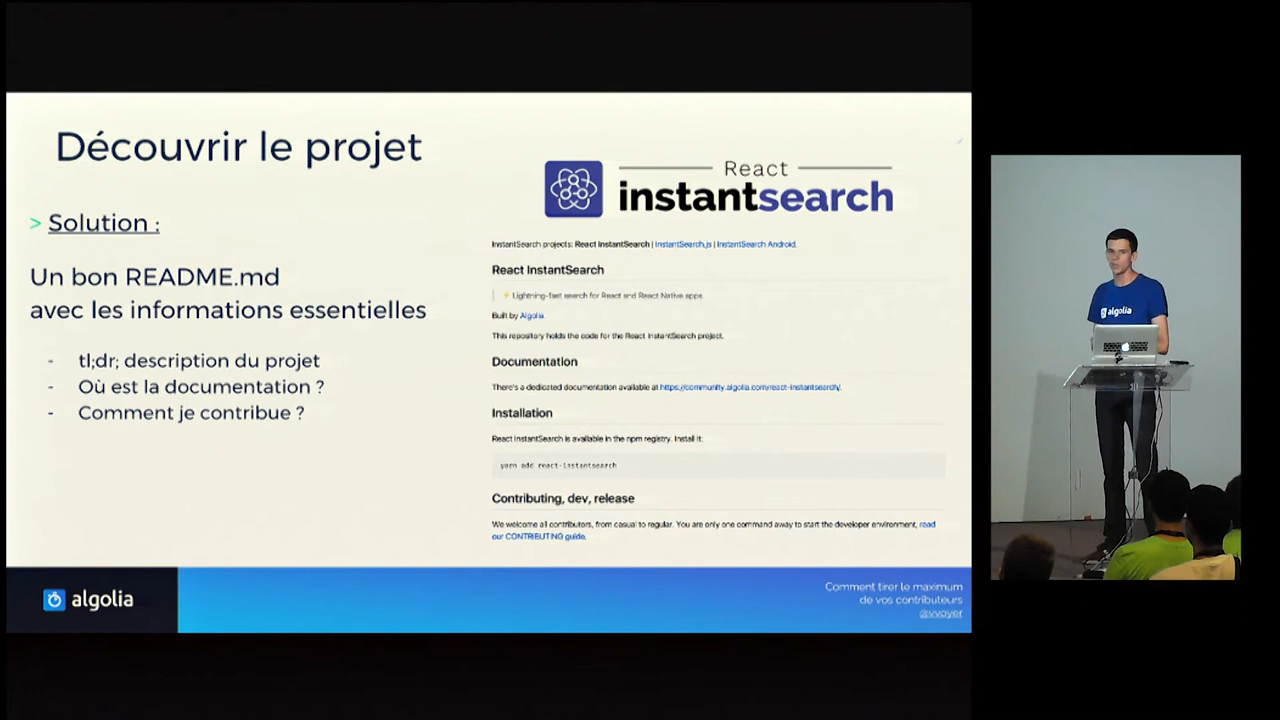 Découvrir le projet
> Solution :
Un bon README.md
avec les informations essentielles
- tl;dr; description du projet
- Où est la documentation ?
- Comment je contribue ?
React
instantsearch
InstantSearch projects: React InstantSearch | InstantSearch.js | InstantSearch Android.
React InstantSearch
⚡ Lightning-fast search for React and React Native apps
Built by Algolia.
This repository holds the code for the React InstantSearch project.
Documentation
There's a dedicated documentation available at https://community.algolia.com/react-instantsearch/.
Installation
React InstantSearch is available in the npm registry. Install it:
yarn add react-instantsearch
Contributing, dev, release
We welcome all contributors, from casual to regular. You are only one command away to start the developer environment, read
our CONTRIBUTING guide.
algolia
Comment tirer le maximum
de vos contributeurs
@vvoyer
algolia